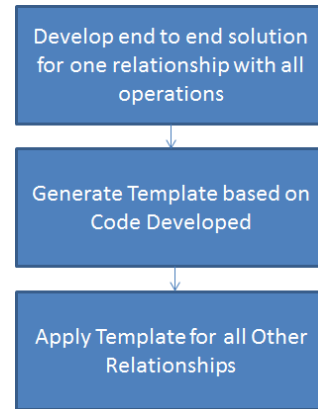 Develop end to end solution
for one relationship with all
operations
Generate Template based on
Code Developed
Apply Template for all Other
Relationships